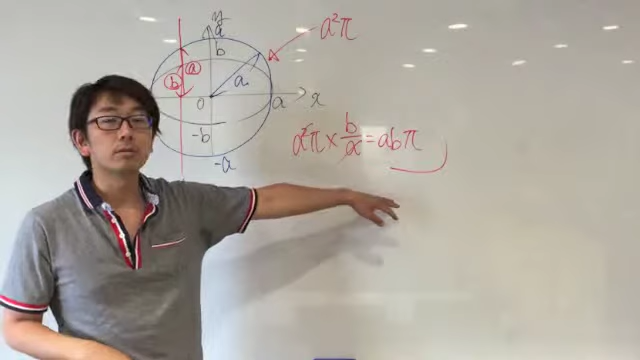 y
a
a²π
b
ⓑ ⓐ
a
O
a x
-b
-a
a²π × b/a = abπ